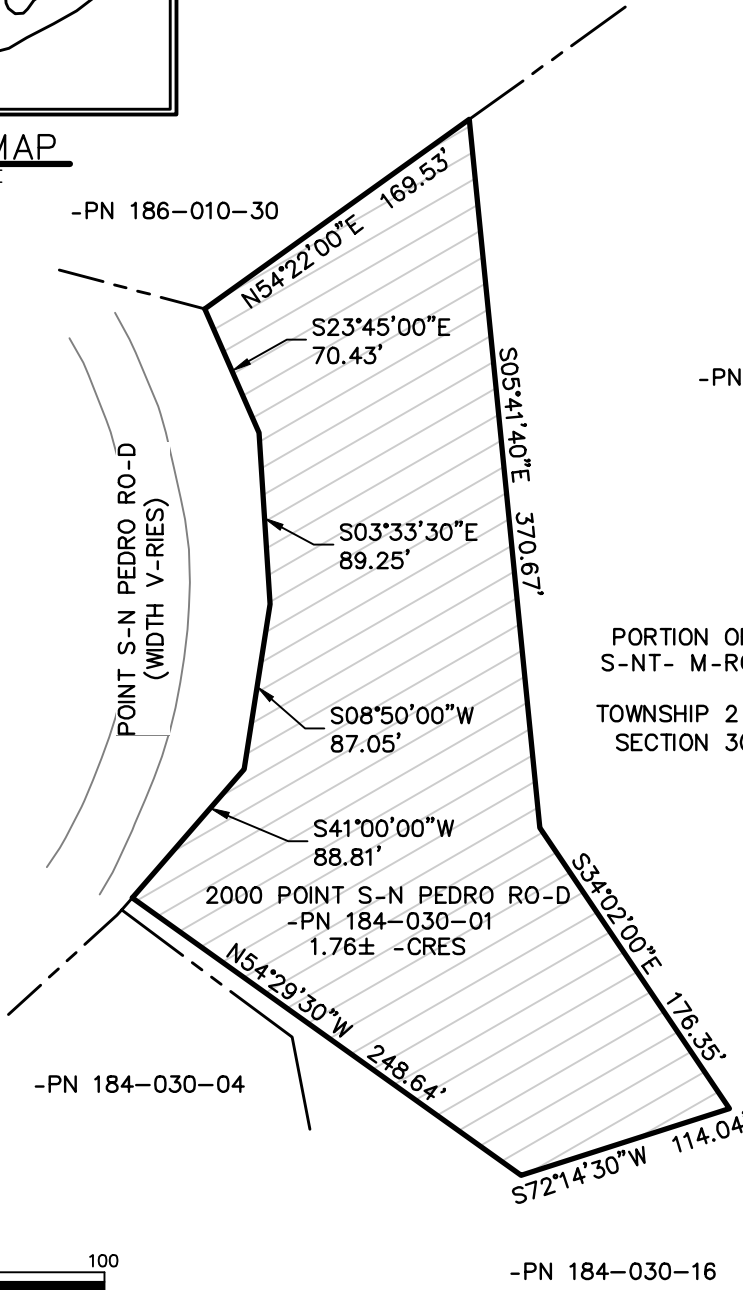 MAP
-PN 186-010-30
N54°22'00"E 169.53'
S23°45'00"E
70.43'
S05°41'40"E 370.67'
-PN
POINT S-N PEDRO RO-D
(WIDTH V-RIES)
S03°33'30"E
89.25'
PORTION O
S-NT- M-R
TOWNSHIP 2
SECTION 30
S08°50'00"W
87.05'
S41°00'00"W
88.81'
2000 POINT S-N PEDRO RO-D
-PN 184-030-01
1.76± -CRES
S34°02'00"E 176.35'
N54°29'30"W 248.64'
-PN 184-030-04
S72°14'30"W 114.04'
100
-PN 184-030-16